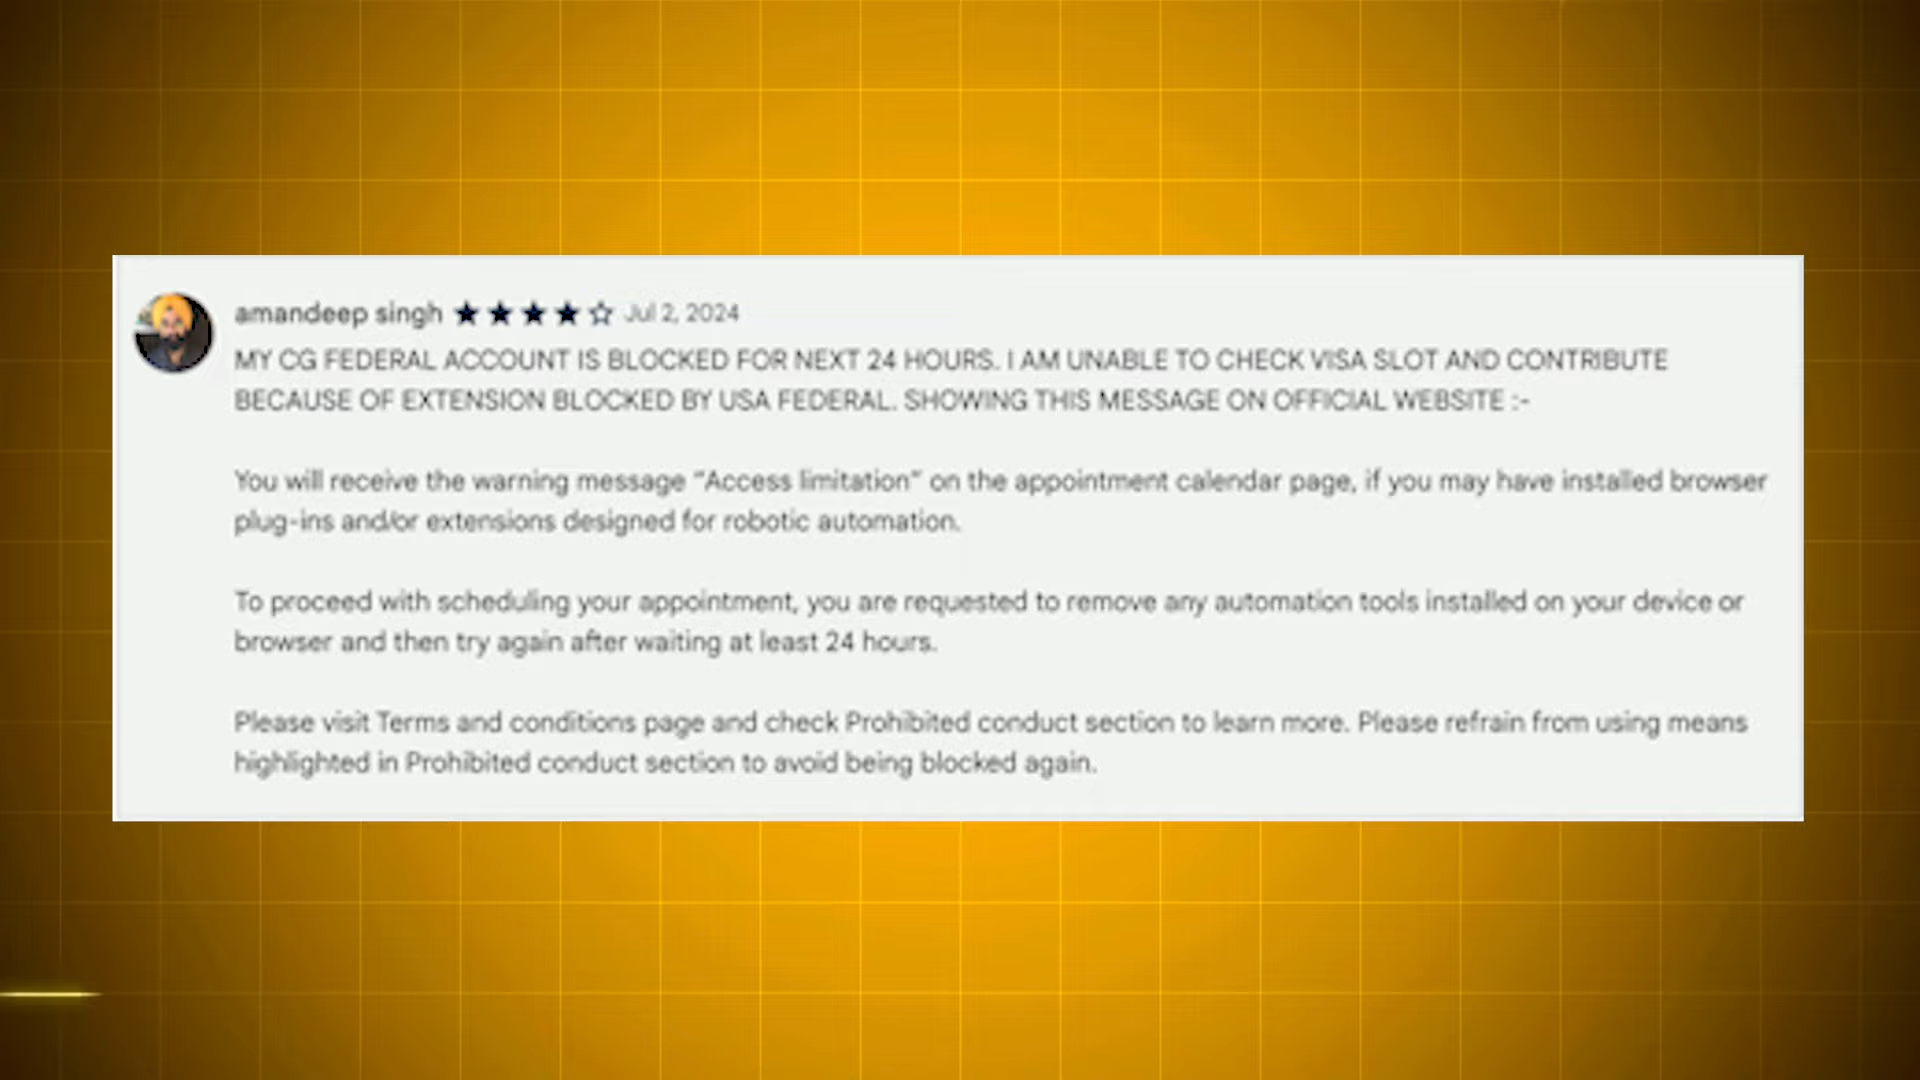 amandeep singh ★★★★☆ Jul 2, 2024
MY CG FEDERAL ACCOUNT IS BLOCKED FOR NEXT 24 HOURS. I AM UNABLE TO CHECK VISA SLOT AND CONTRIBUTE
BECAUSE OF EXTENSION BLOCKED BY USA FEDERAL. SHOWING THIS MESSAGE ON OFFICIAL WEBSITE :-
You will receive the warning message "Access limitation" on the appointment calendar page, if you may have installed browser
plug-ins and/or extensions designed for robotic automation.
To proceed with scheduling your appointment, you are requested to remove any automation tools installed on your device or
browser and then try again after waiting at least 24 hours.
Please visit Terms and conditions page and check Prohibited conduct section to learn more. Please refrain from using means
highlighted in Prohibited conduct section to avoid being blocked again.